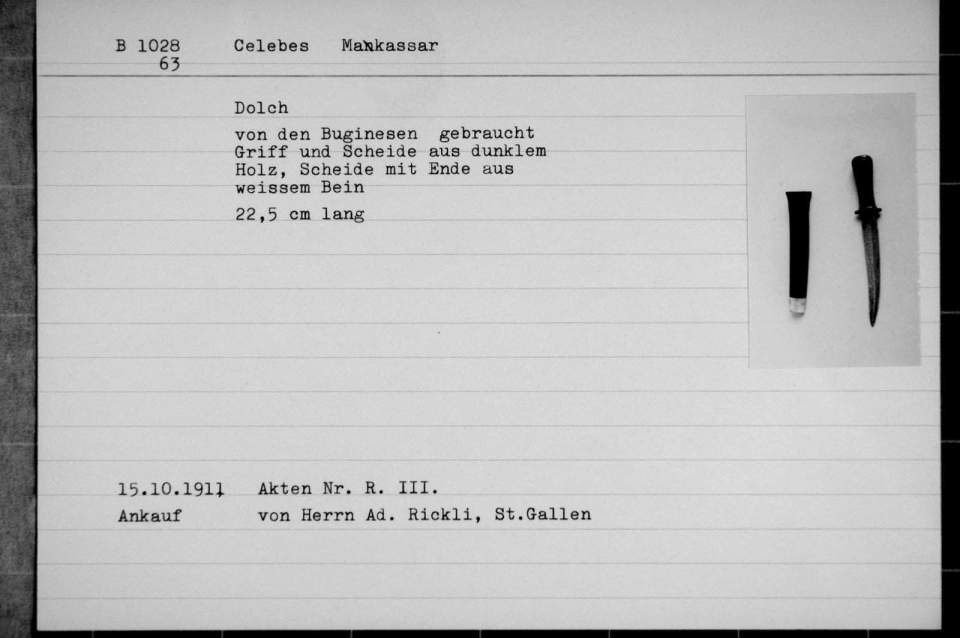 B 1028 Celebes Makkassar
63
Dolch
von den Buginesen gebraucht
Griff und Scheide aus dunklem
Holz, Scheide mit Ende aus
weissem Bein
22,5 cm lang
15.10.1911 Akten Nr. R. III.
Ankauf von Herrn Ad. Rickli, St.Gallen